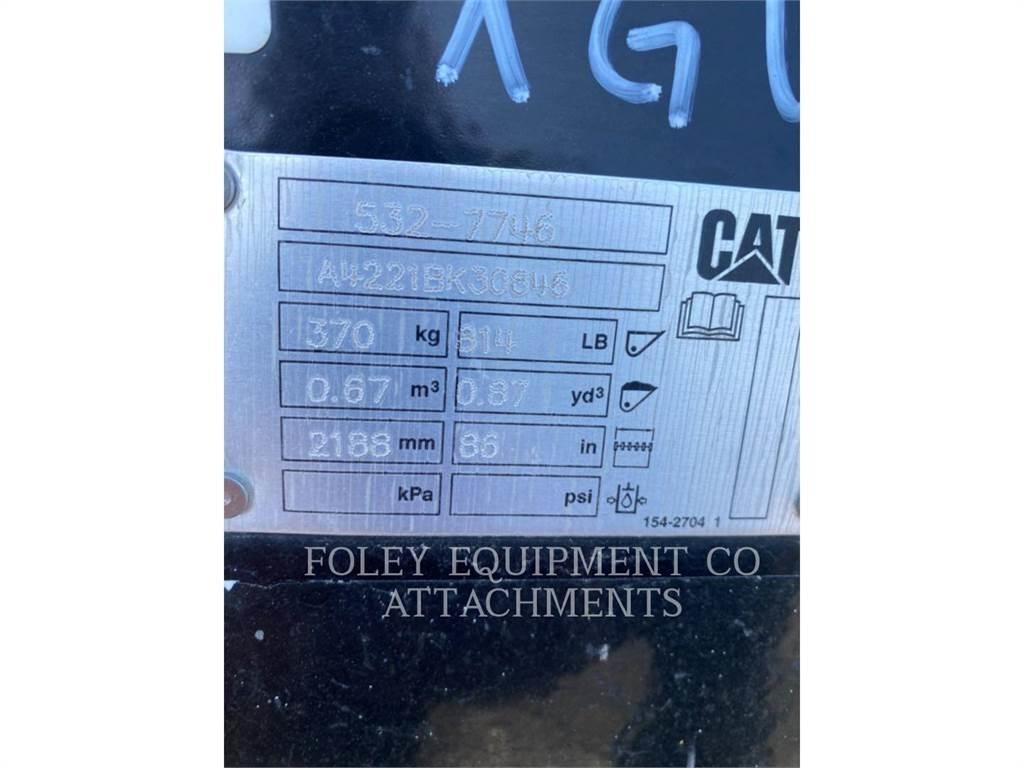 532-7746
CAT
A4221BK30846
370 kg 814 LB
0.67 m³ 0.87 yd³
2188 mm 86 in
kPa psi
154-2704 1
FOLEY EQUIPMENT CO
ATTACHMENTS